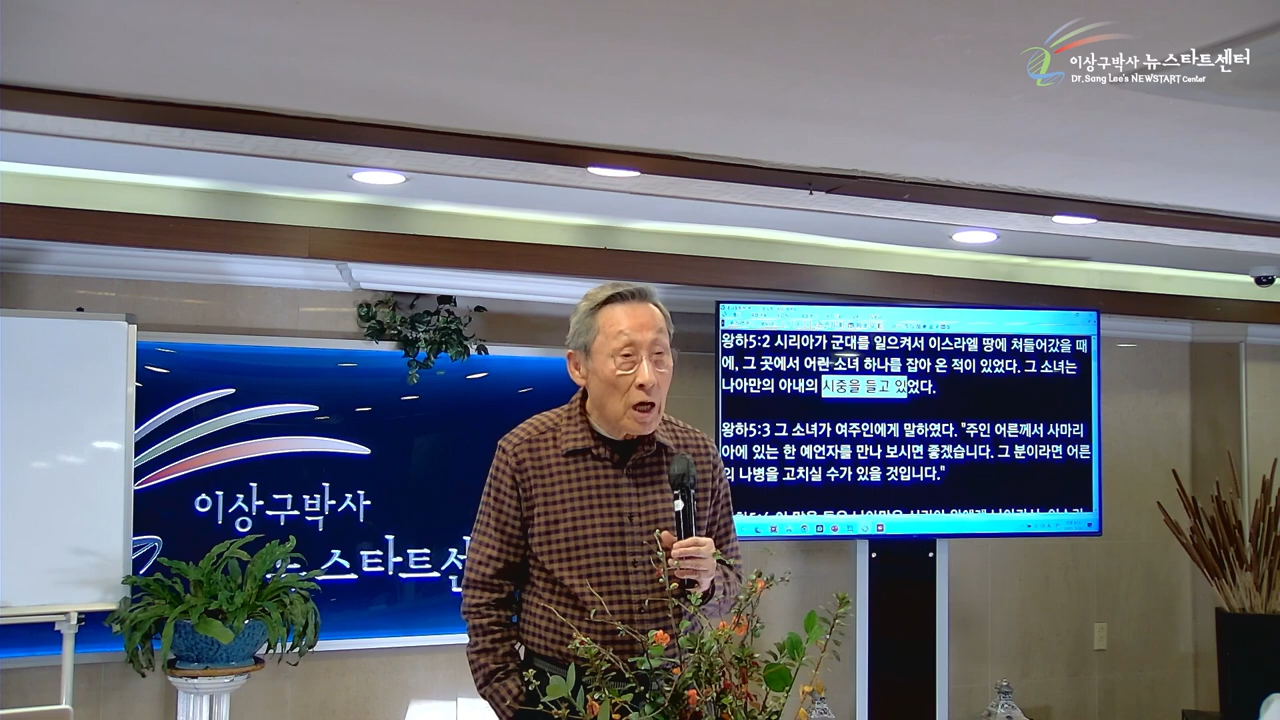 이상구박사 뉴스타트센터
Dr. Sang Lee's NEWSTART Center
왕하5:2 시리아가 군대를 일으켜서 이스라엘 땅에 쳐들어갔을 때
에, 그 곳에서 어린 소녀 하나를 잡아 온 적이 있었다. 그 소녀는
나아만의 아내의 시중을 들고 있었다.
왕하5:3 그 소녀가 여주인에게 말하였다. "주인 어른께서 사마리
아에 있는 한 예언자를 만나 보시면 좋겠습니다. 그 분이라면 어른
의 나병을 고치실 수가 있을 것입니다."
이상구박사
스타트